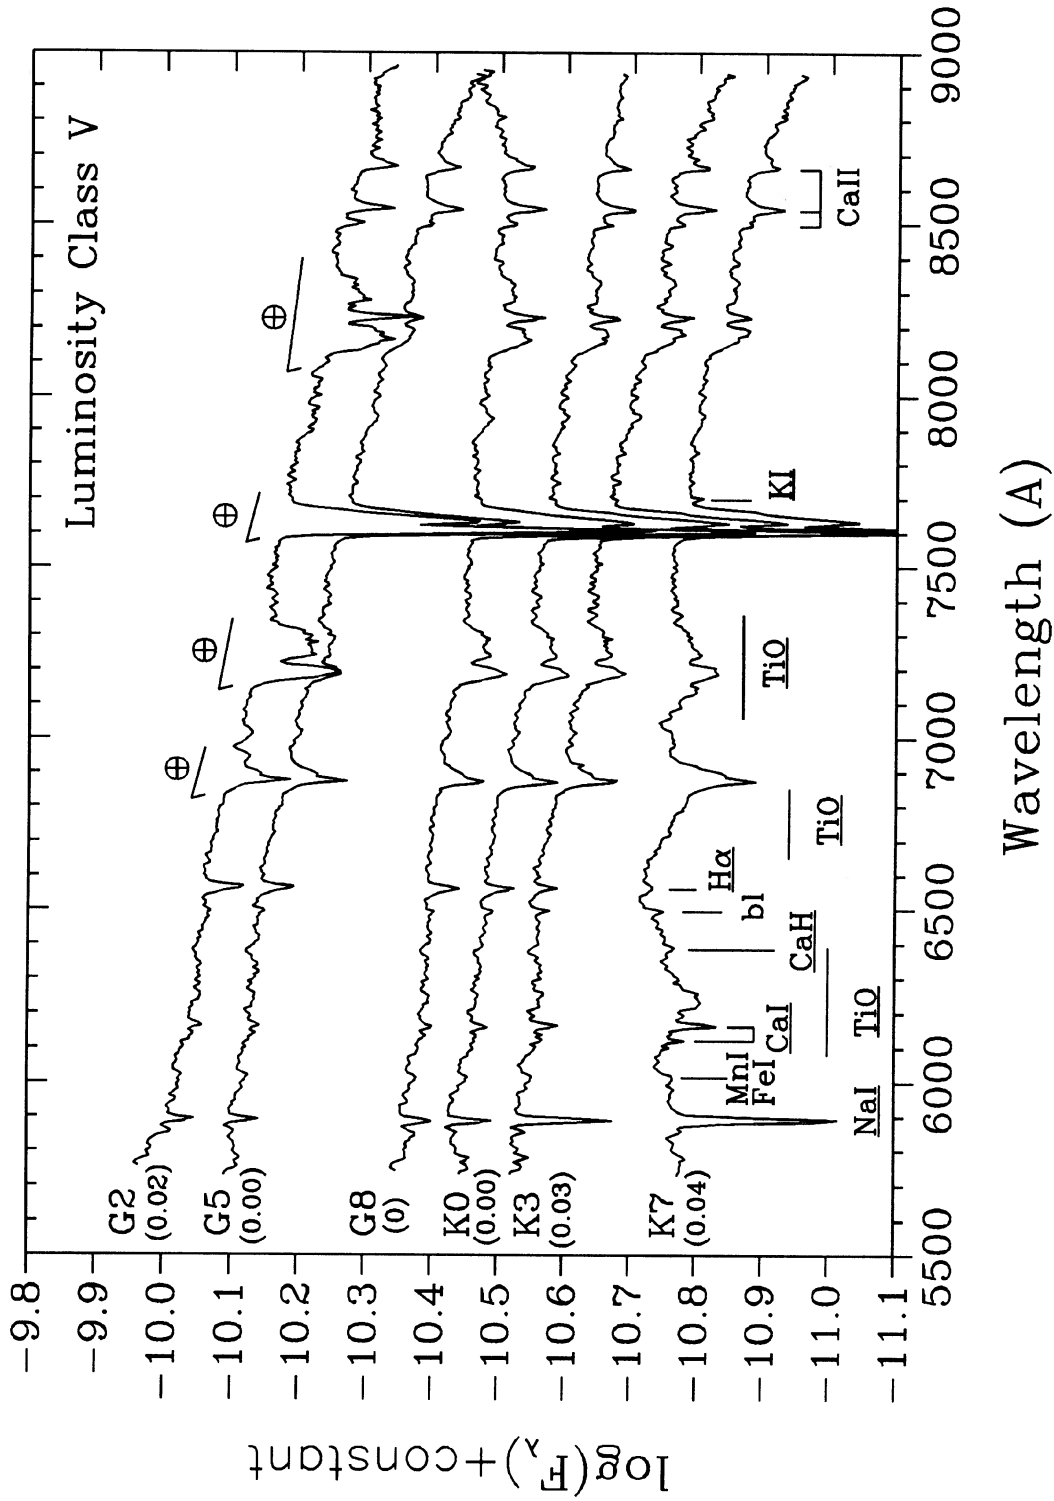 Luminosity Class V
−9.8
−9.9
−10.0
−10.1
−10.2
−10.3
−10.4
−10.5
−10.6
−10.7
−10.8
−10.9
−11.0
−11.1
log(Fλ)+constant
G2
(0.02)
G5
(0.00)
G8
(0)
K0
(0.00)
K3
(0.03)
K7
(0.04)
⊕
⊕
⊕
⊕
NaI
TiO
MnI
FeI
CaI
CaH
bl
Hα
TiO
TiO
KI
CaII
5500
6000
6500
7000
7500
8000
8500
9000
Wavelength (A)